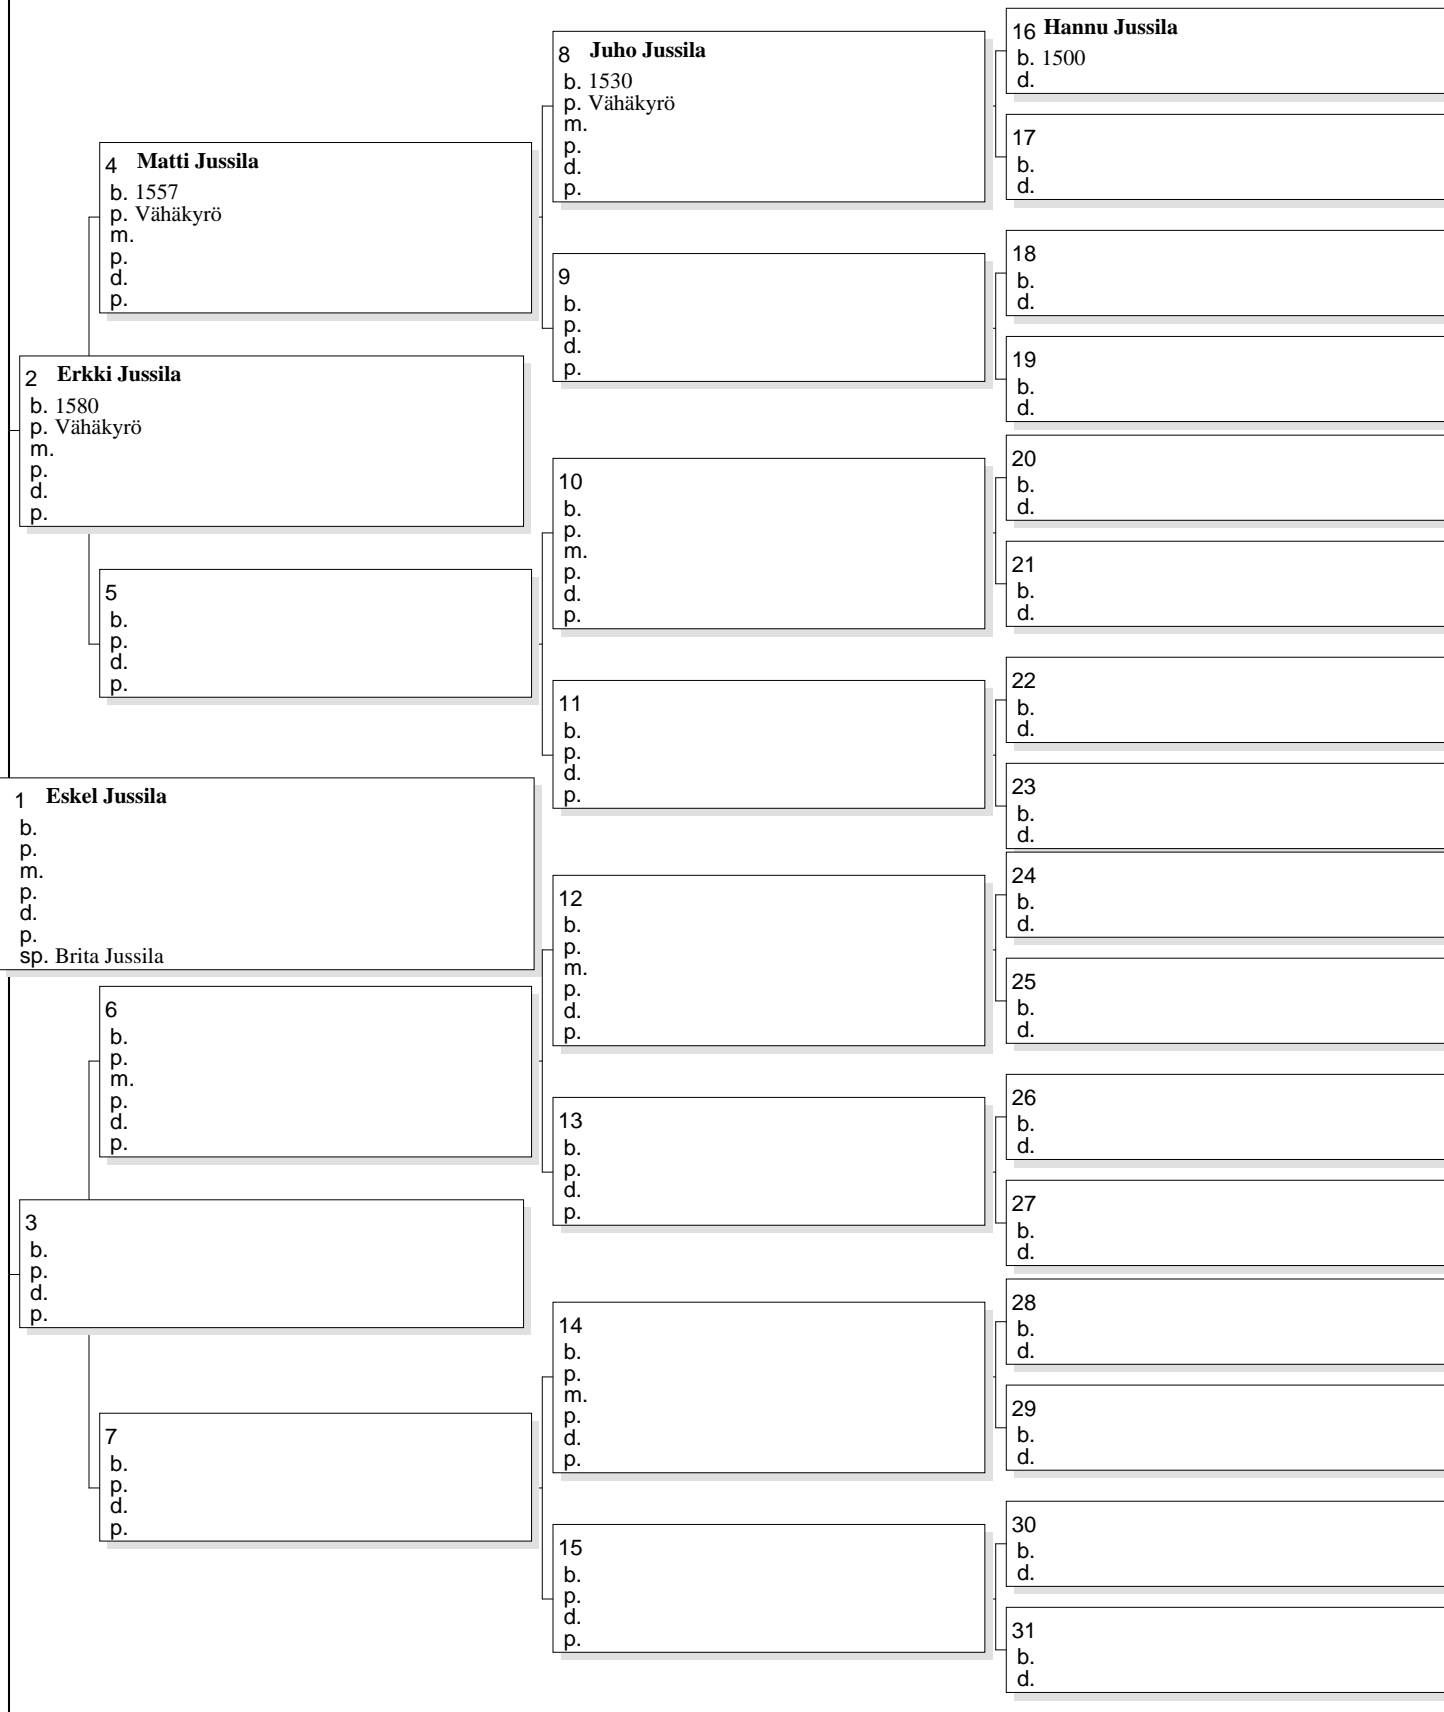 16 Hannu Jussila
b. 1500
d.
8 Juho Jussila
b. 1530
p. Vähäkyrö
m.
p.
d.
p.
17
b.
d.
4 Matti Jussila
b. 1557
p. Vähäkyrö
m.
p.
d.
p.
18
b.
d.
9
b.
p.
d.
p.
19
b.
d.
2 Erkki Jussila
b. 1580
p. Vähäkyrö
m.
p.
d.
p.
20
b.
d.
10
b.
p.
m.
p.
d.
p.
21
b.
d.
5
b.
p.
d.
p.
22
b.
d.
11
b.
p.
d.
p.
23
b.
d.
1 Eskel Jussila
b.
p.
m.
p.
d.
p.
sp. Brita Jussila
24
b.
d.
12
b.
p.
m.
p.
d.
p.
25
b.
d.
6
b.
p.
m.
p.
d.
p.
26
b.
d.
13
b.
p.
d.
p.
27
b.
d.
3
b.
p.
d.
p.
28
b.
d.
14
b.
p.
m.
p.
d.
p.
29
b.
d.
7
b.
p.
d.
p.
30
b.
d.
15
b.
p.
d.
p.
31
b.
d.